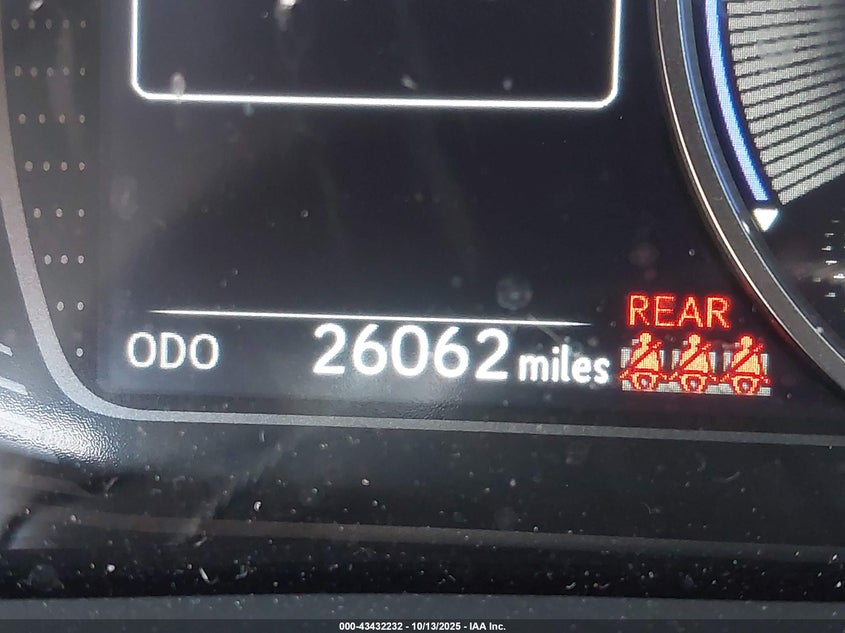 REAR
ODO 26062 miles
000-43432232 - 10/13/2025 - IAA Inc.